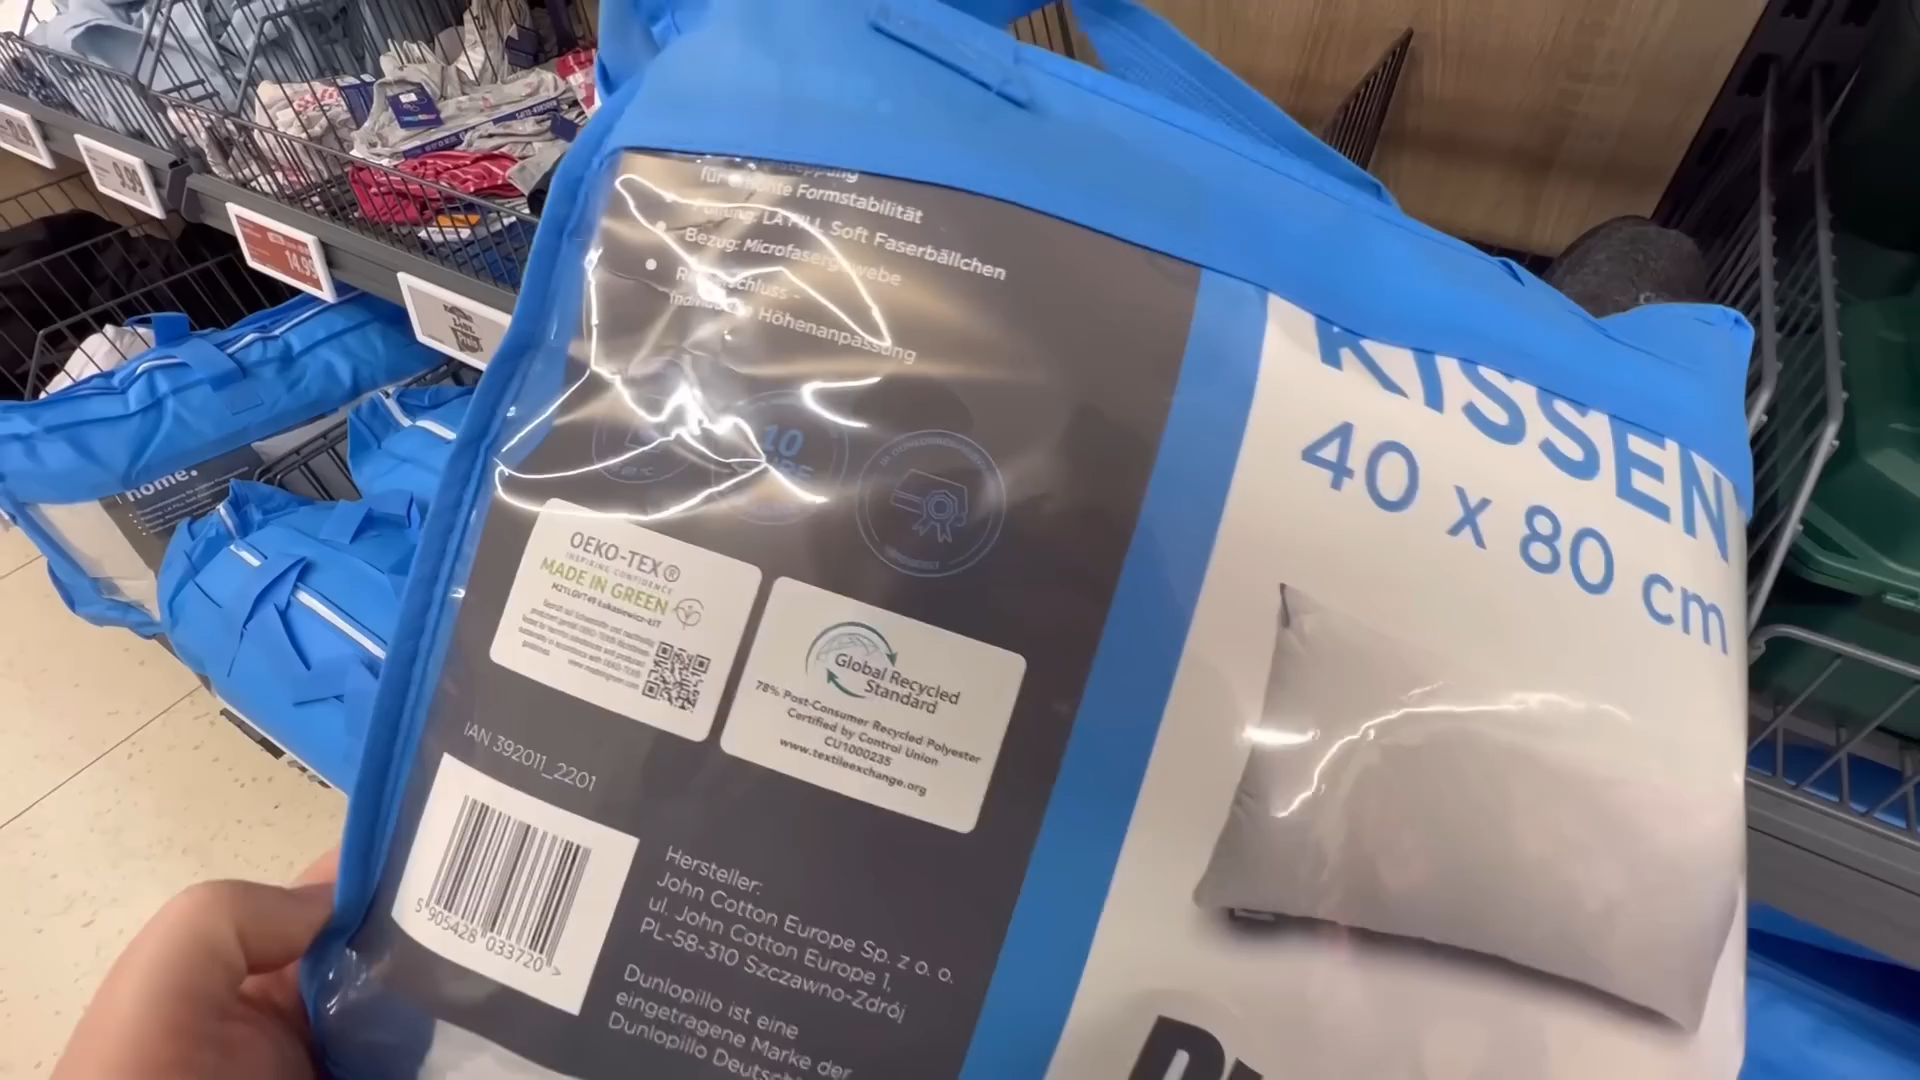 für erhöhte Formstabilität
LA FILL Soft Faserbällchen
Bezug: Microfasergewebe
Höhenanpassung
10
OEKO-TEX®
INSPIRING CONFIDENCE
MADE IN GREEN
Global Recycled
Standard
78% Post-Consumer Recycled Polyester
Certified by Control Union
CU1000235
www.textileexchange.org
IAN 392011_2201
5 905428 033720 >
Hersteller:
John Cotton Europe Sp. z o. o.
ul. John Cotton Europe 1,
PL-58-310 Szczawno-Zdrój
Dunlopillo ist eine
eingetragene Marke der
Dunlopillo
KISSEN
40 x 80 cm
home.
9.99
14.99